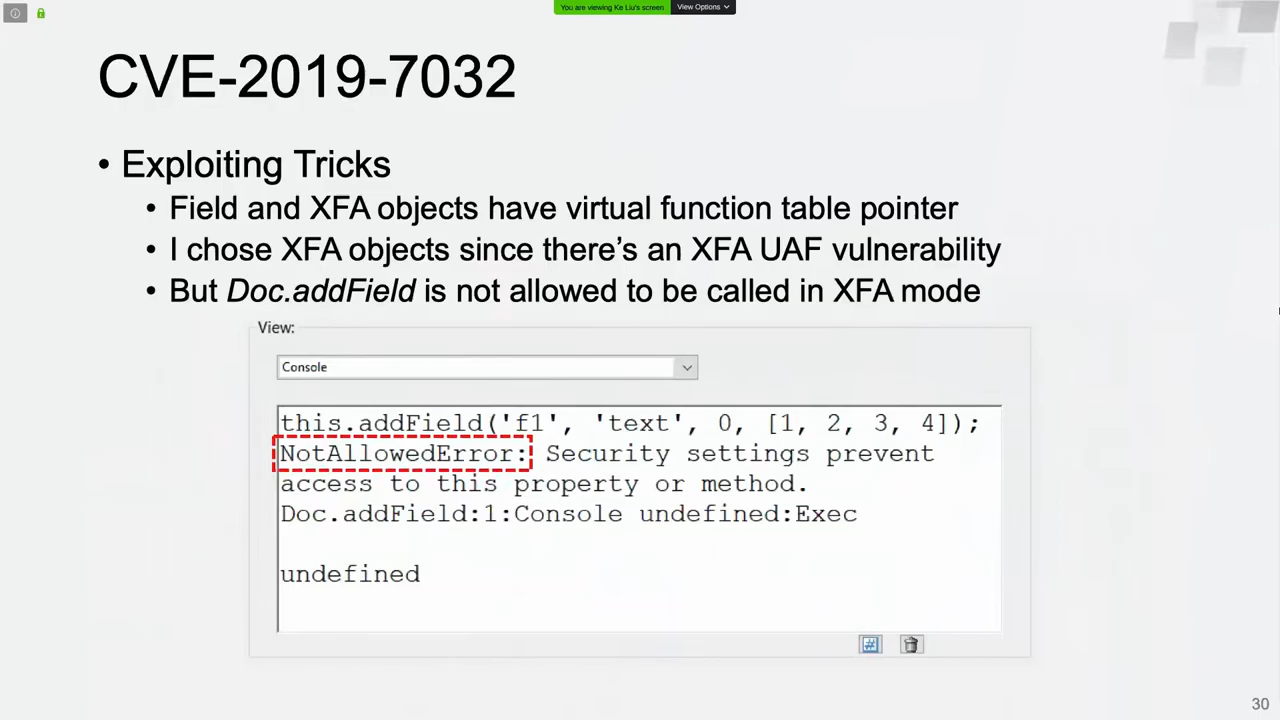 You are viewing Ke Liu's screen
View Options
CVE-2019-7032
• Exploiting Tricks
• Field and XFA objects have virtual function table pointer
• I chose XFA objects since there’s an XFA UAF vulnerability
• But Doc.addField is not allowed to be called in XFA mode
View:
Console
this.addField('f1', 'text', 0, [1, 2, 3, 4]);
NotAllowedError: Security settings prevent
access to this property or method.
Doc.addField:1:Console undefined:Exec
undefined
30